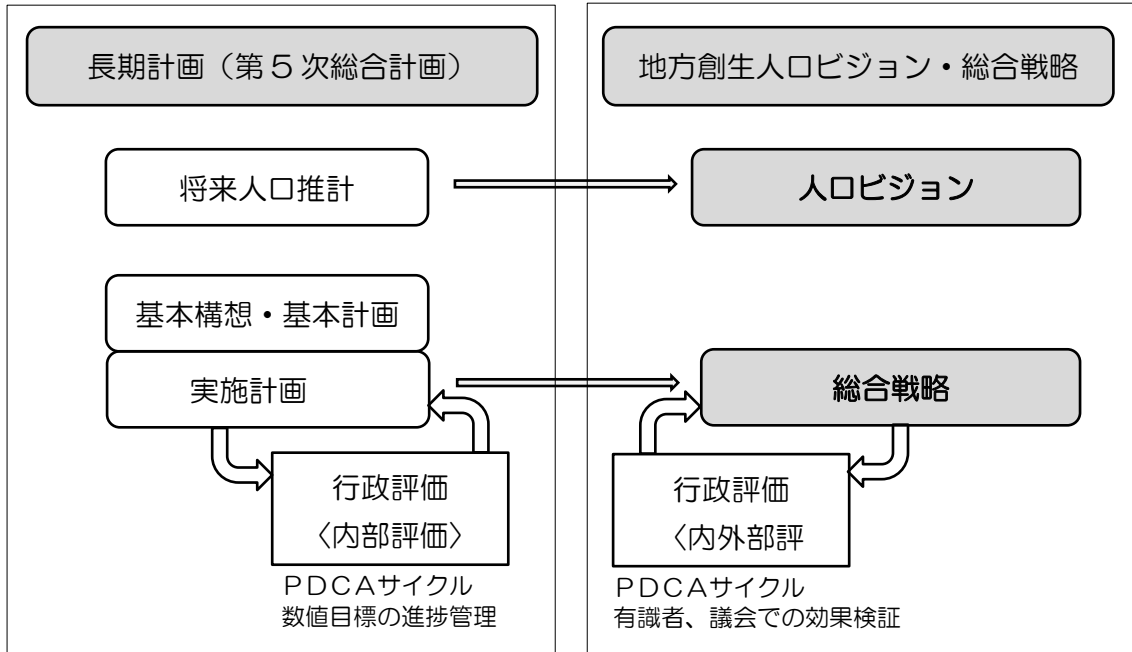 長期計画（第５次総合計画）
将来人口推計
基本構想・基本計画
実施計画
行政評価
〈内部評価〉
ＰＤＣＡサイクル
数値目標の進捗管理
地方創生人口ビジョン・総合戦略
人口ビジョン
総合戦略
行政評価
〈内外部評
ＰＤＣＡサイクル
有識者、議会での効果検証